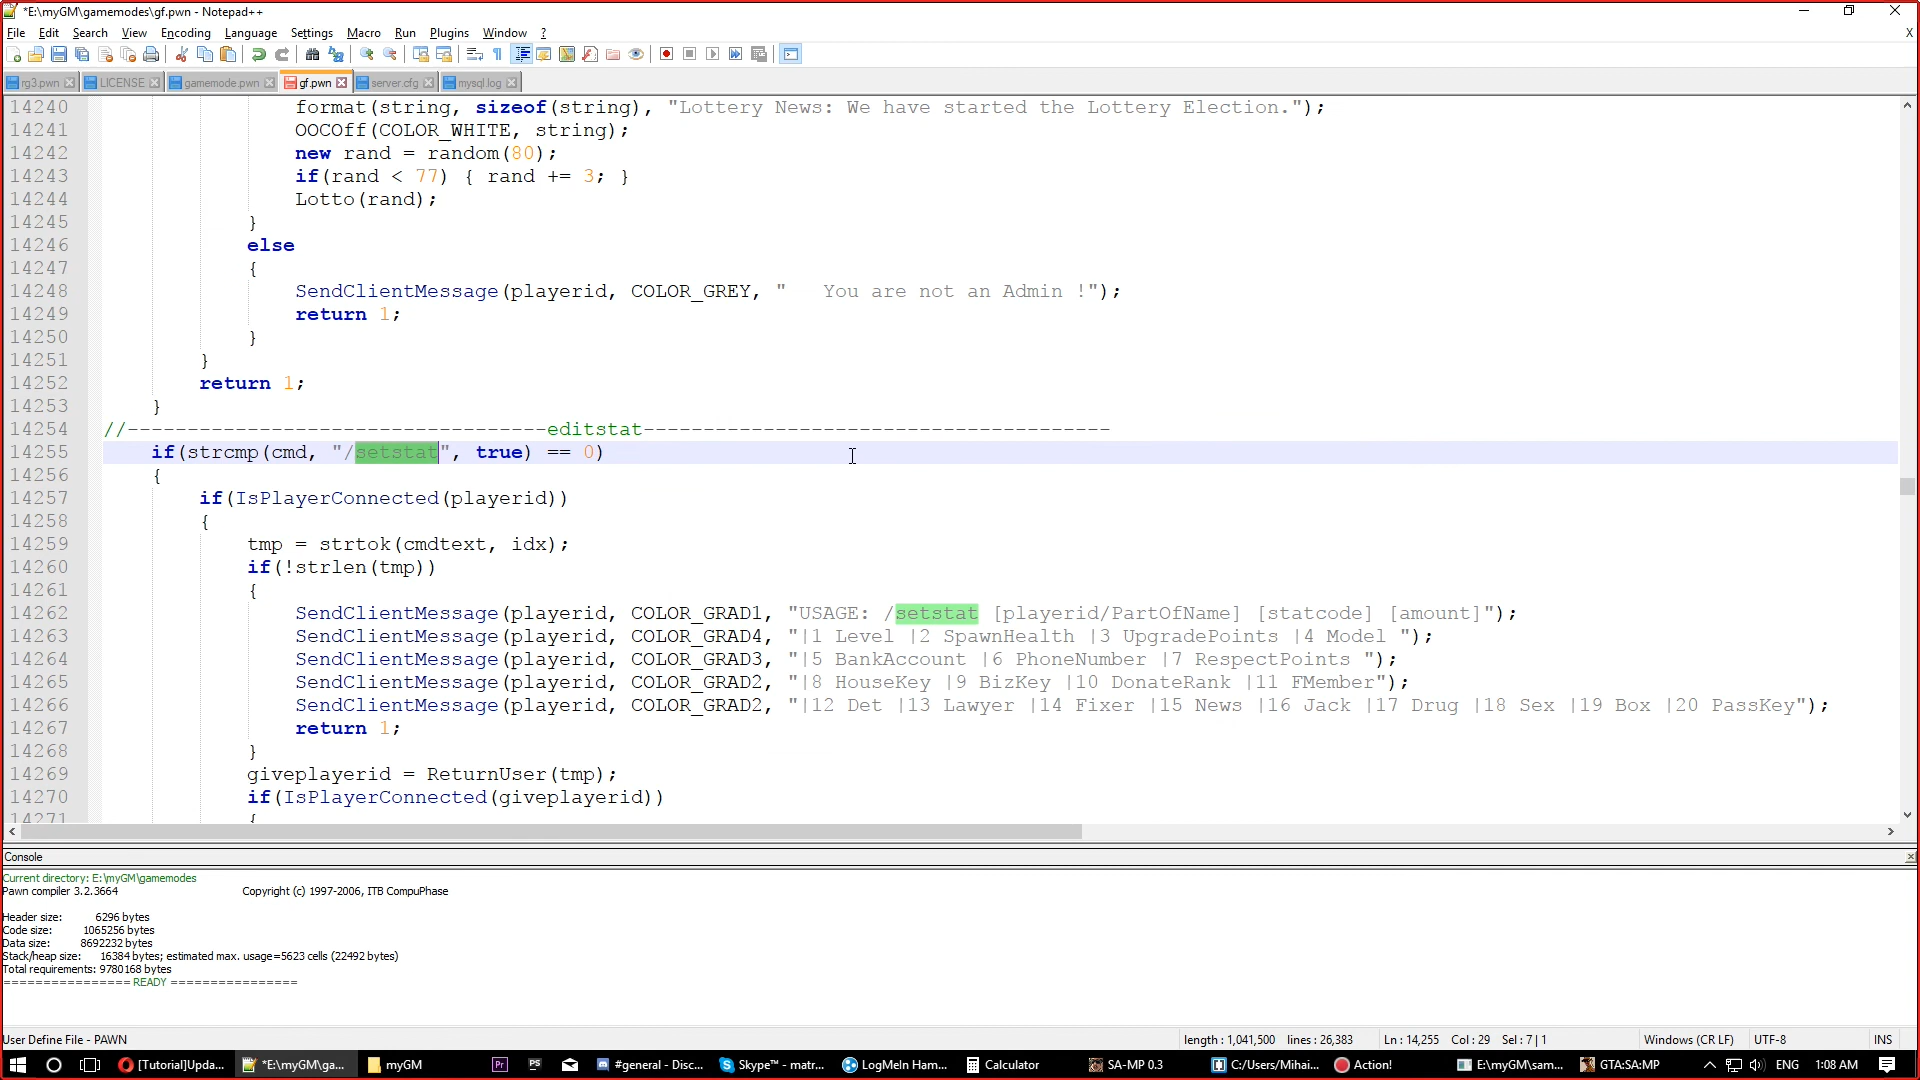 *E:\myGM\gamemodes\gf.pwn - Notepad++
File Edit Search View Encoding Language Settings Macro Run Plugins Window ? X
rg3.pwn LICENSE gamemode.pwn gf.pwn server.cfg mysql.log
14240 format(string, sizeof(string), "Lottery News: We have started the Lottery Election.");
14241 OOCOff(COLOR_WHITE, string);
14242 new rand = random(80);
14243 if(rand < 77) { rand += 3; }
14244 Lotto(rand);
14245 }
14246 else
14247 {
14248 SendClientMessage(playerid, COLOR_GREY, "   You are not an Admin !");
14249 return 1;
14250 }
14251 }
14252 return 1;
14253 }
14254 //-----------------------------------editstat---------------------------------------
14255 if(strcmp(cmd, "/setstat", true) == 0)
14256 {
14257 if(IsPlayerConnected(playerid))
14258 {
14259 tmp = strtok(cmdtext, idx);
14260 if(!strlen(tmp))
14261 {
14262 SendClientMessage(playerid, COLOR_GRAD1, "USAGE: /setstat [playerid/PartOfName] [statcode] [amount]");
14263 SendClientMessage(playerid, COLOR_GRAD4, "|1 Level |2 SpawnHealth |3 UpgradePoints |4 Model ");
14264 SendClientMessage(playerid, COLOR_GRAD3, "|5 BankAccount |6 PhoneNumber |7 RespectPoints ");
14265 SendClientMessage(playerid, COLOR_GRAD2, "|8 HouseKey |9 BizKey |10 DonateRank |11 FMember");
14266 SendClientMessage(playerid, COLOR_GRAD2, "|12 Det |13 Lawyer |14 Fixer |15 News |16 Jack |17 Drug |18 Sex |19 Box |20 PassKey");
14267 return 1;
14268 }
14269 giveplayerid = ReturnUser(tmp);
14270 if(IsPlayerConnected(giveplayerid))
14271 {
Console
Current directory: E:\myGM\gamemodes
Pawn compiler 3.2.3664 Copyright (c) 1997-2006, ITB CompuPhase
Header size: 6296 bytes
Code size: 1065256 bytes
Data size: 8692232 bytes
Stack/heap size: 16384 bytes; estimated max. usage=5623 cells (22492 bytes)
Total requirements: 9780168 bytes
================ READY ================
User Define File - PAWN length : 1,041,500 lines : 26,383 Ln : 14,255 Col : 29 Sel : 7 | 1 Windows (CR LF) UTF-8 INS
[Tutorial]Upda... *E:\myGM\ga... myGM Pr PS #general - Disc... Skype™ - matr... LogMeIn Ham... Calculator SA-MP 0.3 C:/Users/Mihai... Action! E:\myGM\sam... GTA:SA:MP ENG 1:08 AM